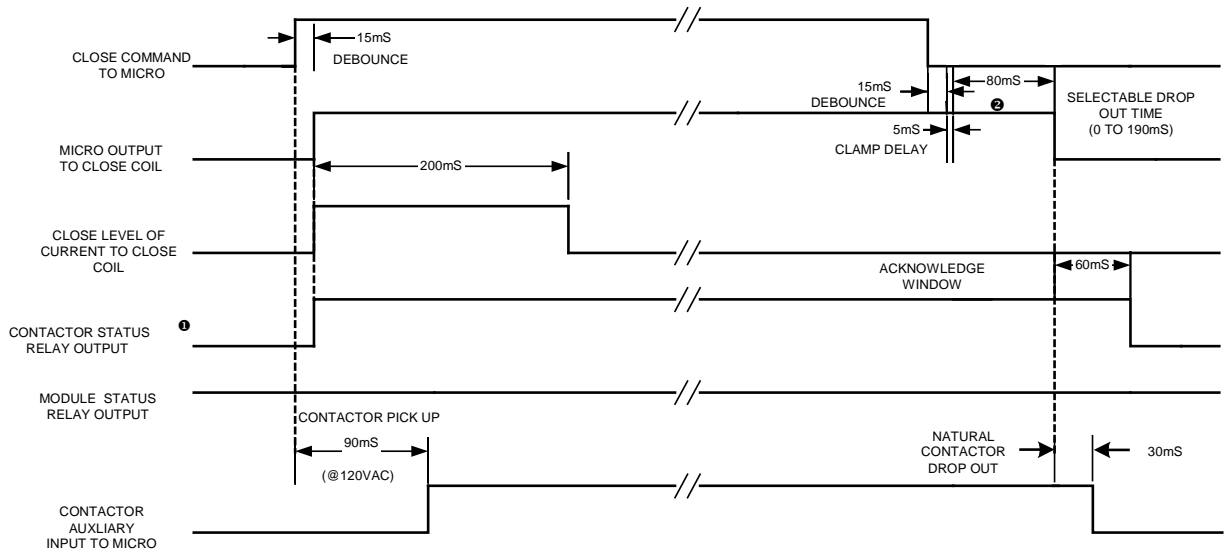 15mS
DEBOUNCE
CLOSE COMMAND
TO MICRO
15mS
DEBOUNCE
80mS
❷
5mS
CLAMP DELAY
SELECTABLE DROP
OUT TIME
(0 TO 190mS)
MICRO OUTPUT
TO CLOSE COIL
200mS
CLOSE LEVEL OF
CURRENT TO CLOSE
COIL
ACKNOWLEDGE
WINDOW
60mS
CONTACTOR STATUS
RELAY OUTPUT
❶
MODULE STATUS
RELAY OUTPUT
CONTACTOR PICK UP
90mS
(@120VAC)
NATURAL
CONTACTOR
DROP OUT
30mS
CONTACTOR
AUXLIARY
INPUT TO MICRO